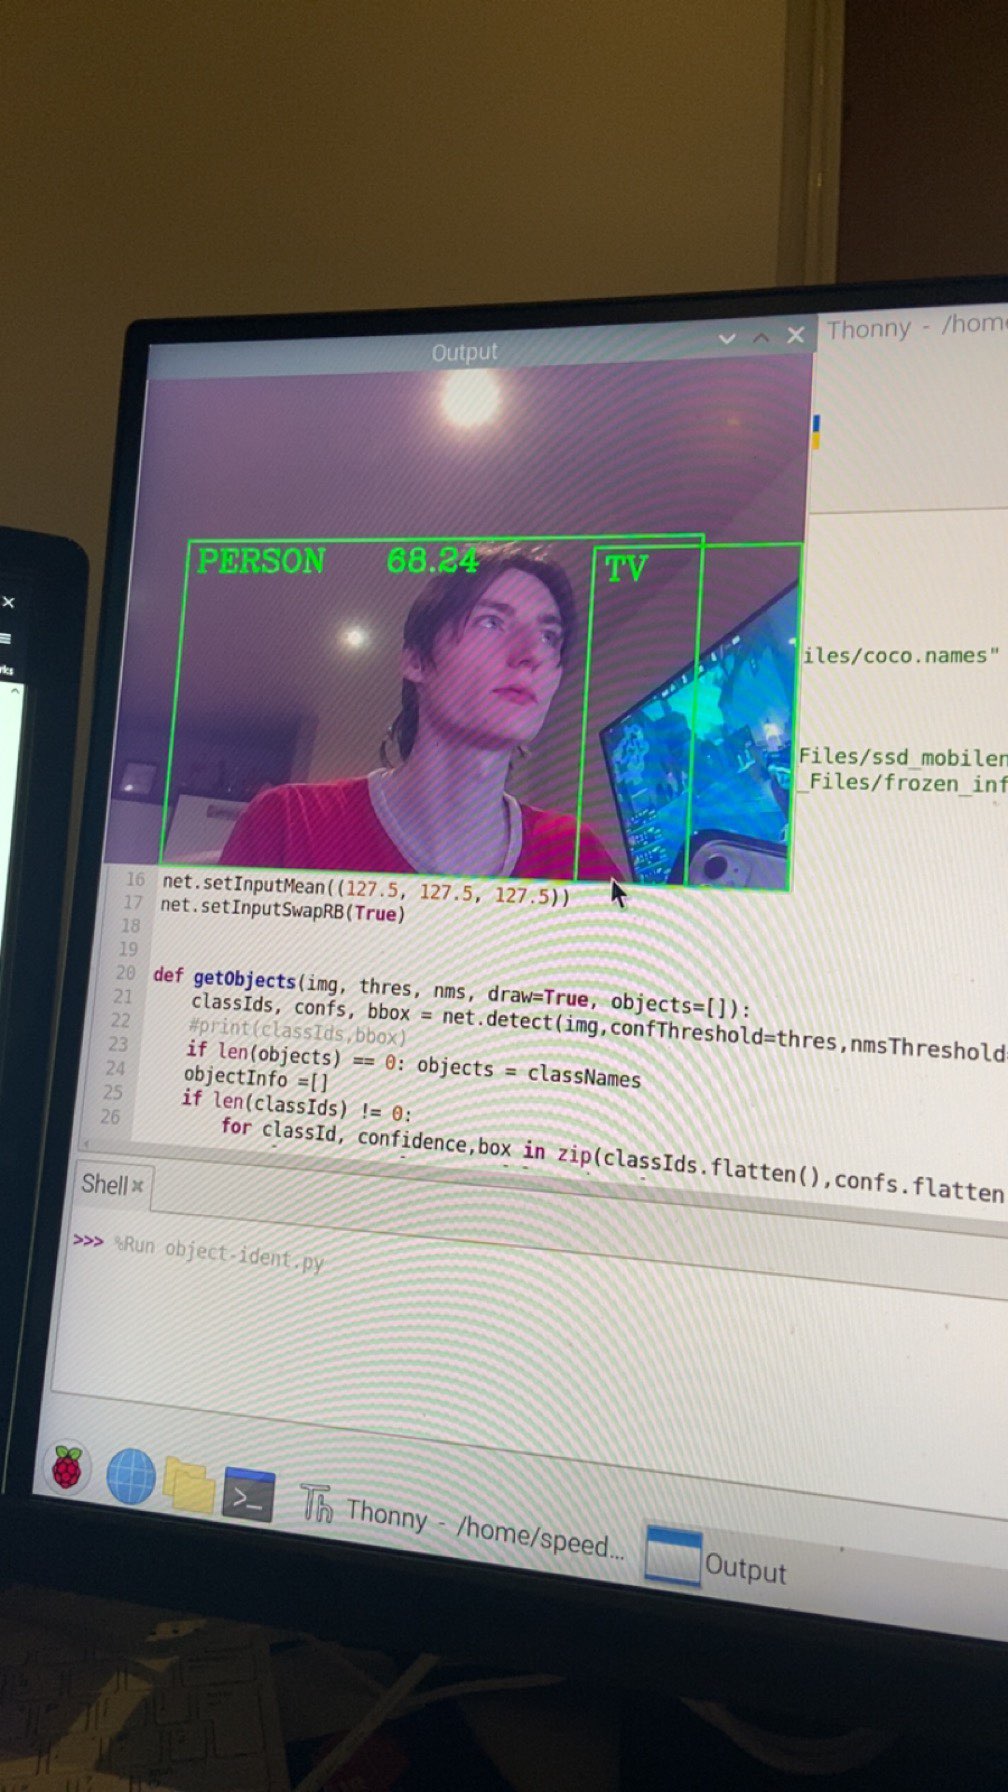 Output
Thonny - /home
PERSON 68.24
TV
iles/coco.names"
Files/ssd_mobilen
_Files/frozen_inf
16 net.setInputMean((127.5, 127.5, 127.5))
17 net.setInputSwapRB(True)
18
19
20 def getObjects(img, thres, nms, draw=True, objects=[]):
21 classIds, confs, bbox = net.detect(img,confThreshold=thres,nmsThreshold=
22 #print(classIds,bbox)
23 if len(objects) == 0: objects = classNames
24 objectInfo =[]
25 if len(classIds) != 0:
26 for classId, confidence,box in zip(classIds.flatten(),confs.flatten
Shell
>>> %Run object-ident.py
Th Thonny - /home/speed...
Output